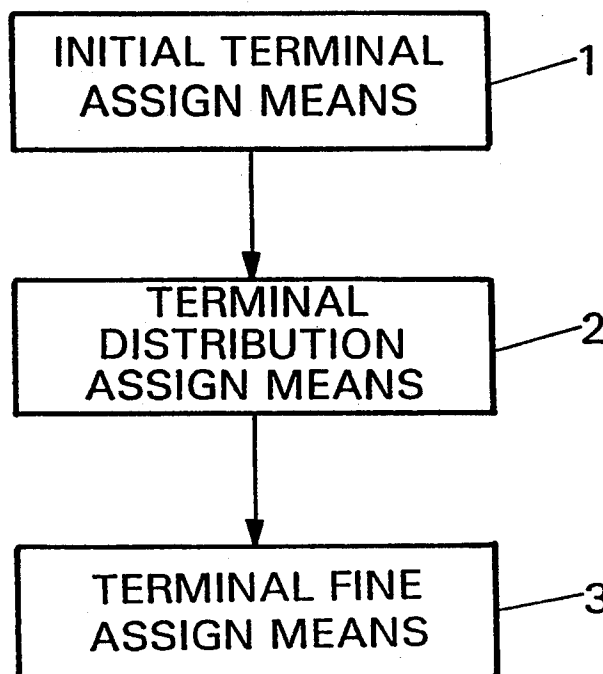 INITIAL TERMINAL
ASSIGN MEANS
1
TERMINAL
DISTRIBUTION
ASSIGN MEANS
2
TERMINAL FINE
ASSIGN MEANS
3